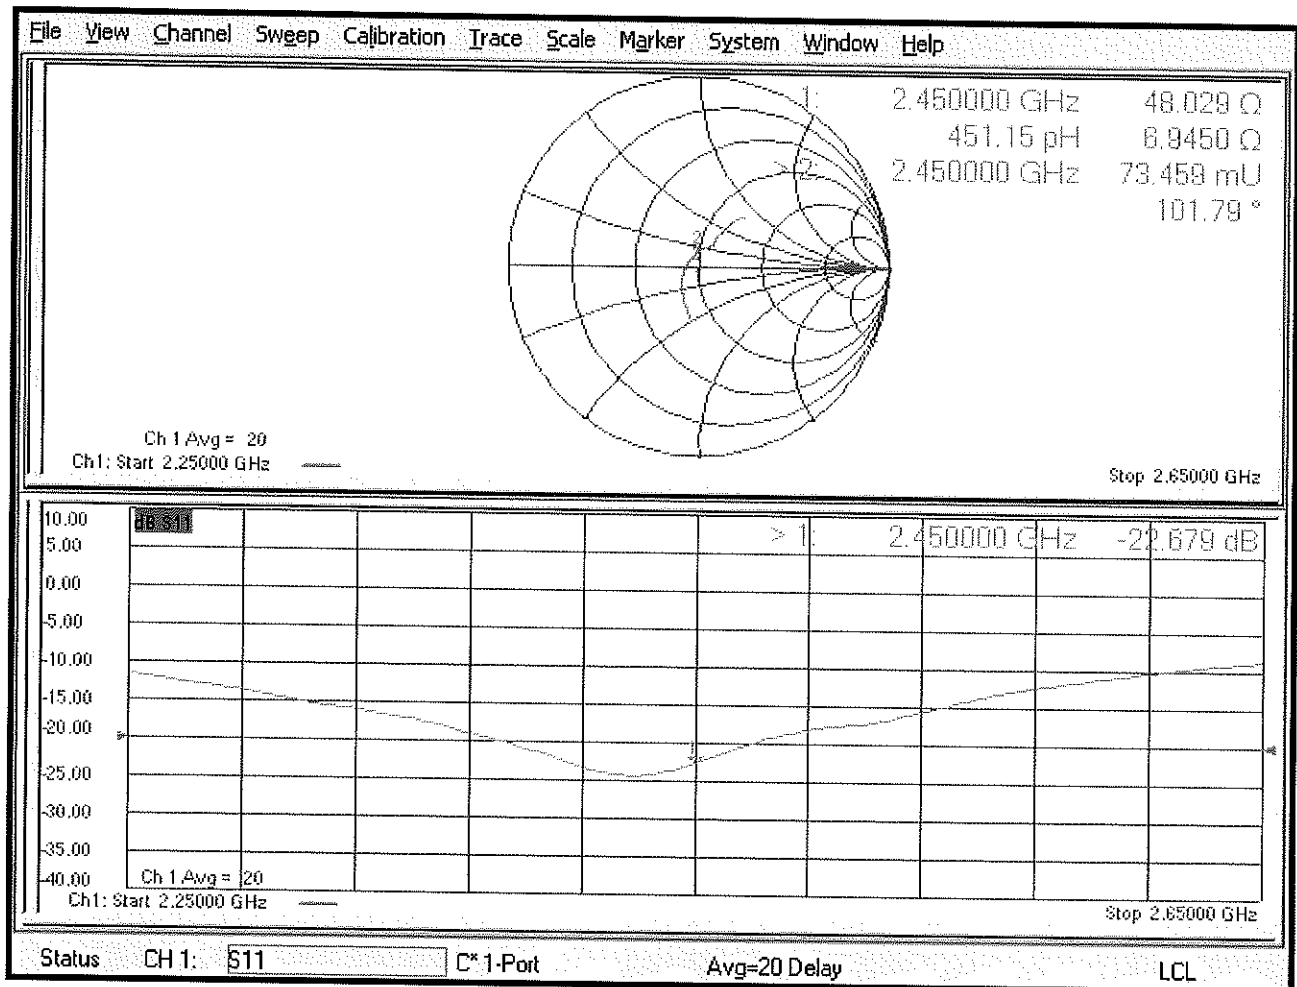 File View Channel Sweep Calibration Trace Scale Marker System Window Help
1: 2.450000 GHz 48.029 Ω
451.15 pH 6.9450 Ω
> 2: 2.450000 GHz 73.459 mU
101.79 °
2
Ch 1 Avg = 20
Ch1: Start 2.25000 GHz
Stop 2.65000 GHz
10.00
dB S11
> 1: 2.450000 GHz -22.679 dB
5.00
0.00
-5.00
-10.00
-15.00
-20.00
1
-25.00
-30.00
-35.00
-40.00
Ch 1 Avg = 20
Ch1: Start 2.25000 GHz
Stop 2.65000 GHz
Status CH 1: S11 C* 1-Port Avg=20 Delay LCL